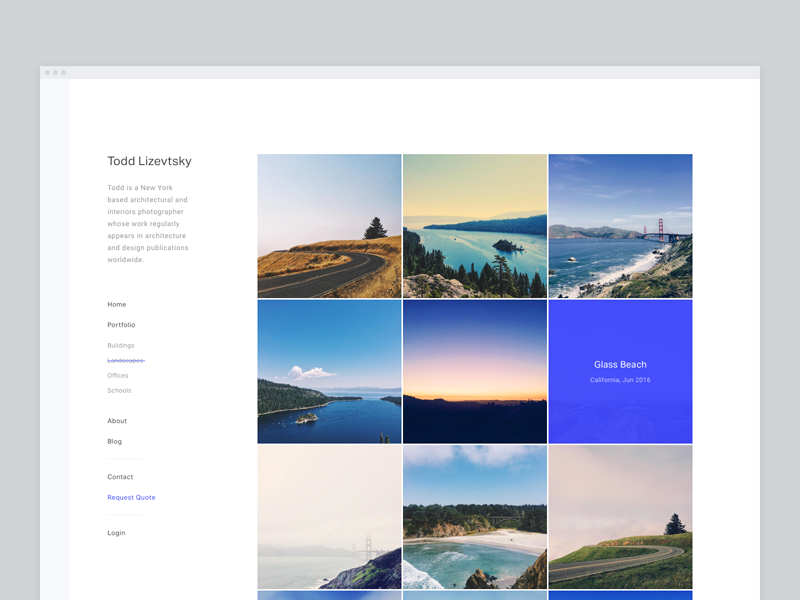 Todd Lizevtsky
Todd is a New York
based architectural and
interiors photographer
whose work regularly
appears in architecture
and design publications
worldwide.
Home
Portfolio
Buildings
Landscapes
Offices
Schools
About
Blog
Contact
Request Quote
Login
Glass Beach
California, Jun 2016